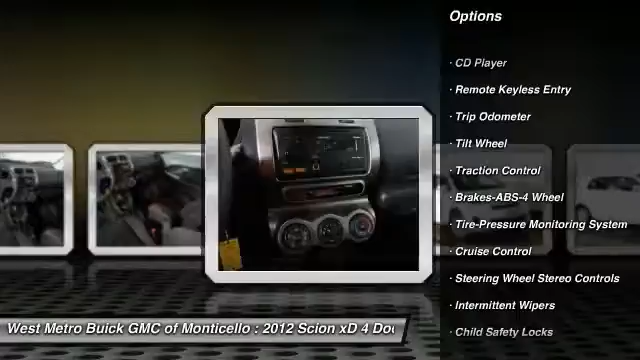 Options
· CD Player
· Remote Keyless Entry
· Trip Odometer
· Tilt Wheel
· Traction Control
· Brakes-ABS-4 Wheel
· Tire-Pressure Monitoring System
· Cruise Control
· Steering Wheel Stereo Controls
· Intermittent Wipers
· Child Safety Locks
West Metro Buick GMC of Monticello : 2012 Scion xD 4 Doo